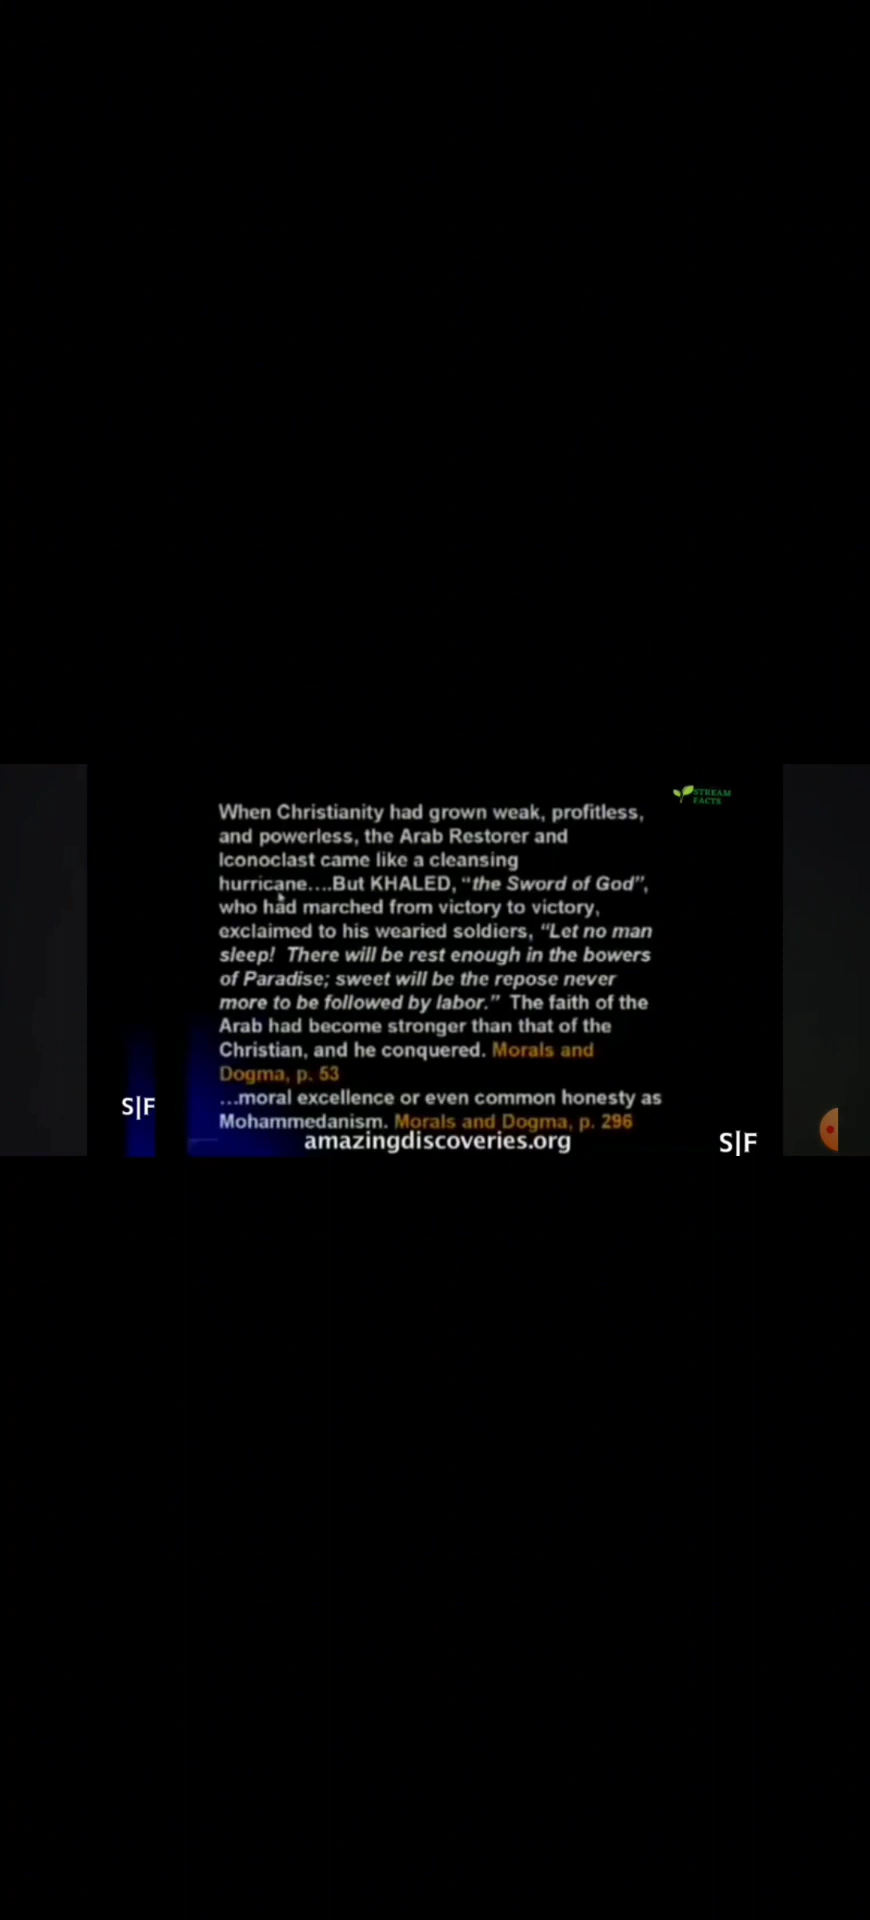 STREAM
FACTS
When Christianity had grown weak, profitless,
and powerless, the Arab Restorer and
Iconoclast came like a cleansing
hurricane....But KHALED, “the Sword of God”,
who had marched from victory to victory,
exclaimed to his wearied soldiers, “Let no man
sleep!  There will be rest enough in the bowers
of Paradise; sweet will be the repose never
more to be followed by labor.”  The faith of the
Arab had become stronger than that of the
Christian, and he conquered. Morals and
Dogma, p. 53
...moral excellence or even common honesty as
Mohammedanism. Morals and Dogma, p. 296
S|F
amazingdiscoveries.org
S|F